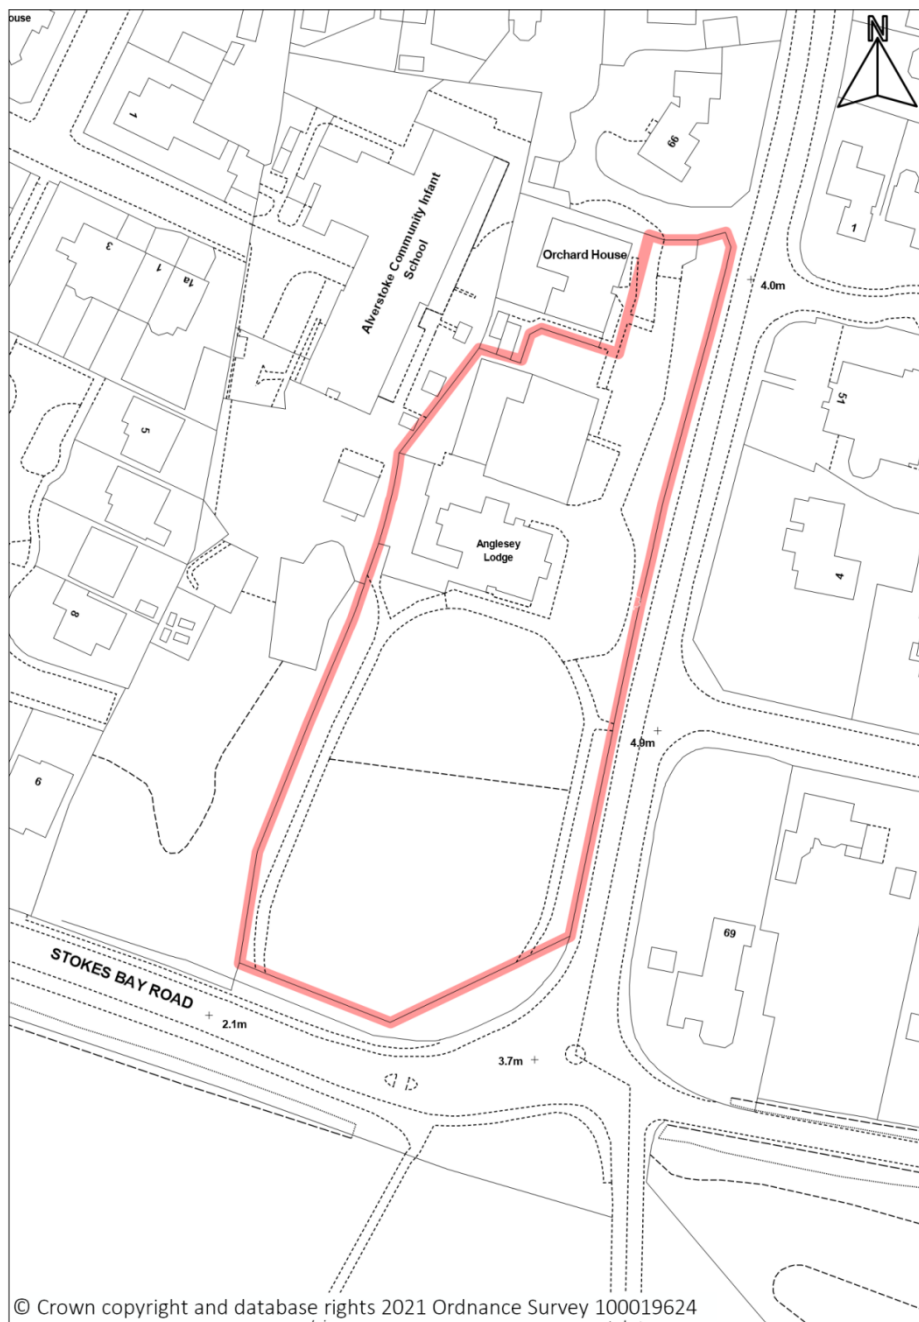 ouse
N
1
66
Alverstoke Community Infant
School
3
1
1a
Orchard House
1
4.0m
51
5
Anglesey
Lodge
4
8
4.9m
6
69
STOKES BAY ROAD
2.1m
3.7m
© Crown copyright and database rights 2021 Ordnance Survey 100019624